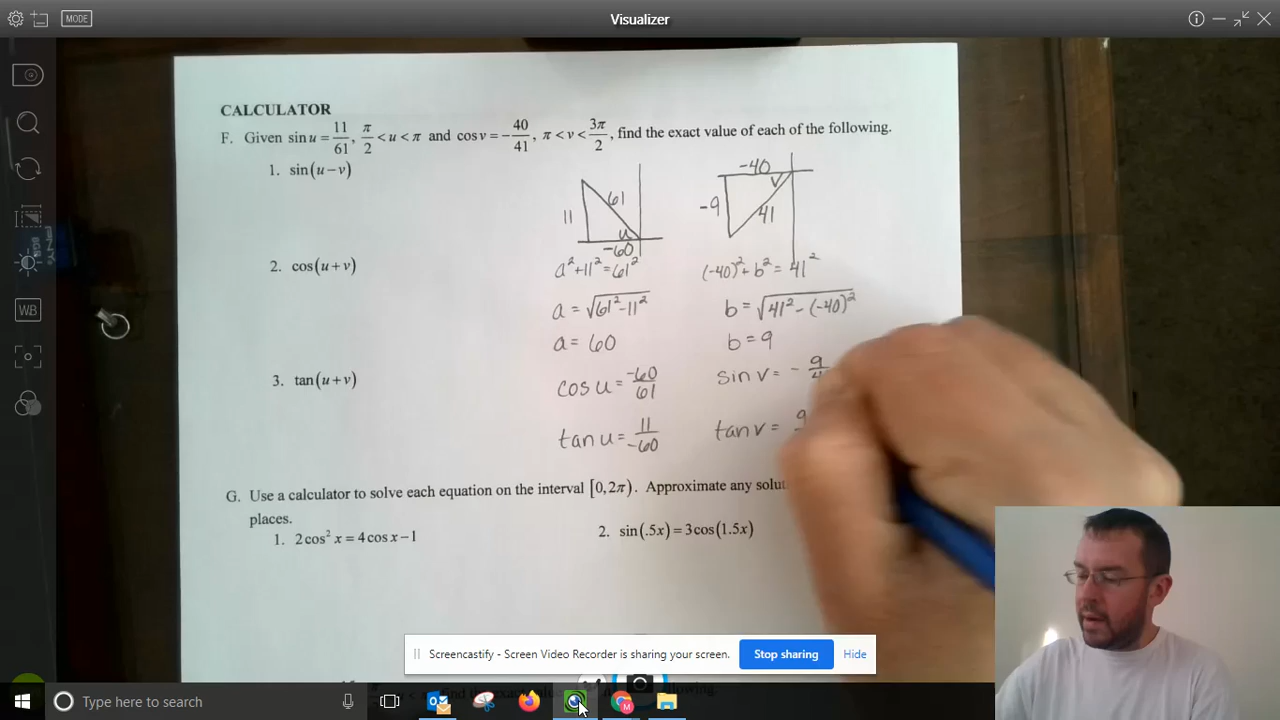 MODE
Visualizer
CALCULATOR
F. Given sin u = 11/61, π/2 < u < π and cos v = −40/41, π < v < 3π/2, find the exact value of each of the following.
1. sin(u−v)
11
61
u
-60
-40
v
-9
41
2. cos(u+v)
a² + 11² = 61²
(-40)² + b² = 41²
a = √61² - 11²
b = √41² - (-40)²
a = 60
b = 9
3. tan(u+v)
cos u = -60/61
sin v = - 9/
tan u = 11/-60
tan v = 9
G. Use a calculator to solve each equation on the interval [0, 2π). Approximate any
places.
1. 2cos² x = 4cos x − 1
2. sin(.5x) = 3cos(1.5x)
Screencastify - Screen Video Recorder is sharing your screen.
Stop sharing
Hide
Type here to search